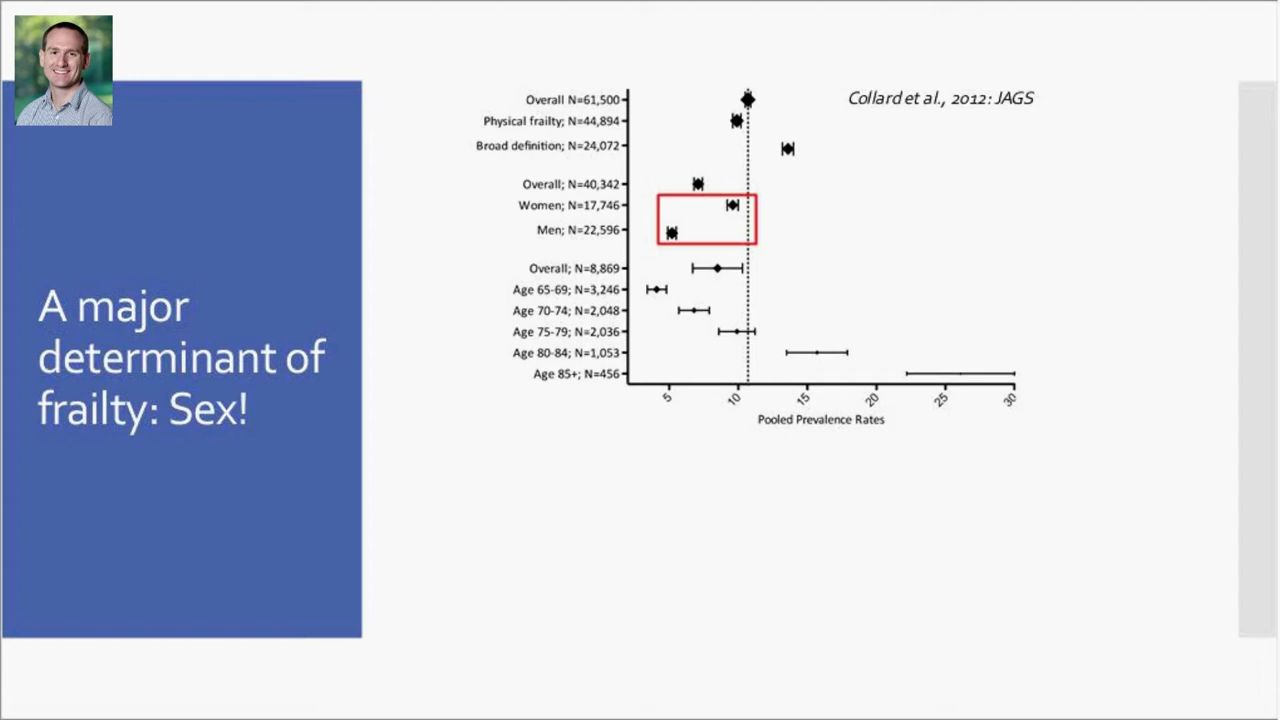 Collard et al., 2012: JAGS
Overall N=61,500
Physical frailty; N=44,894
Broad definition; N=24,072
Overall; N=40,342
Women; N=17,746
Men; N=22,596
Overall; N=8,869
Age 65-69; N=3,246
Age 70-74; N=2,048
Age 75-79; N=2,036
Age 80-84; N=1,053
Age 85+; N=456
5 10 15 20 25 30
Pooled Prevalence Rates
A major
determinant of
frailty: Sex!